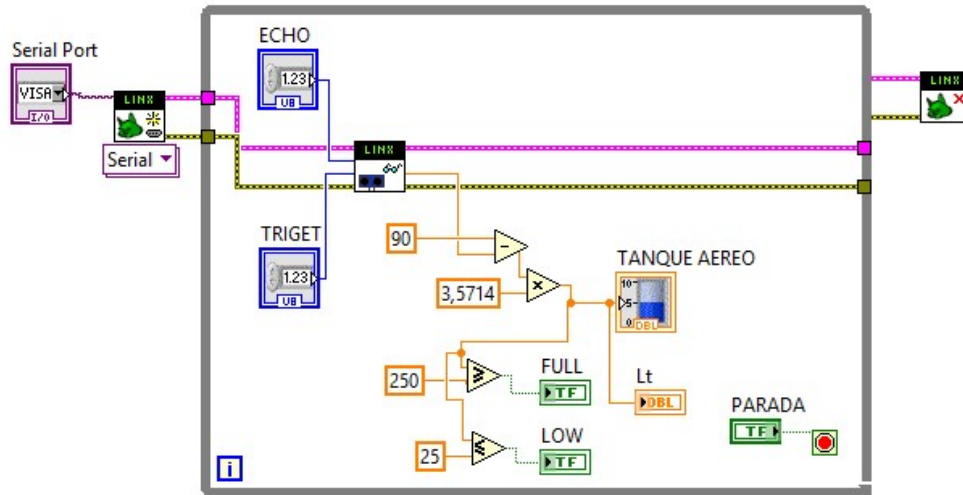 ECHO
Serial Port
1.23
U8
VISA
I/O
LINX
LINX
Serial
LINX
TRIGET
90
1.23
U8
TANQUE AEREO
3,5714
10
5
0
DBL
FULL
Lt
250
TF
DBL
PARADA
TF
LOW
25
TF
i